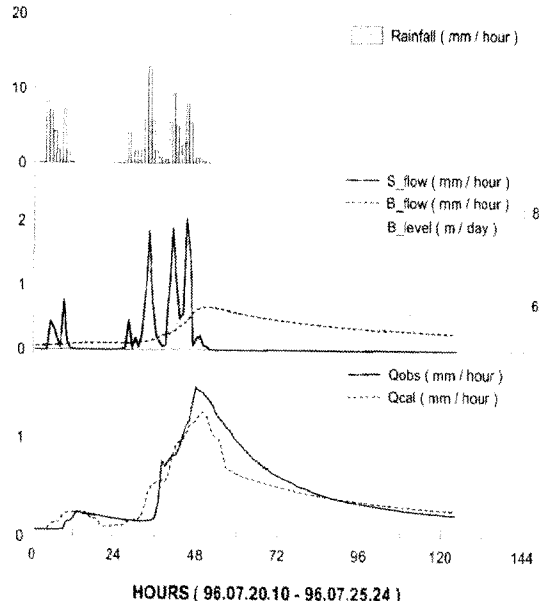 20
Rainfall ( mm / hour )
10
0
S_flow ( mm / hour )
B_flow ( mm / hour )
B_level ( m / day )
8
2
1
6
0
Qobs ( mm / hour )
Qcal ( mm / hour )
1
0
0 24 48 72 96 120 144
HOURS ( 96.07.20.10 - 96.07.25.24 )